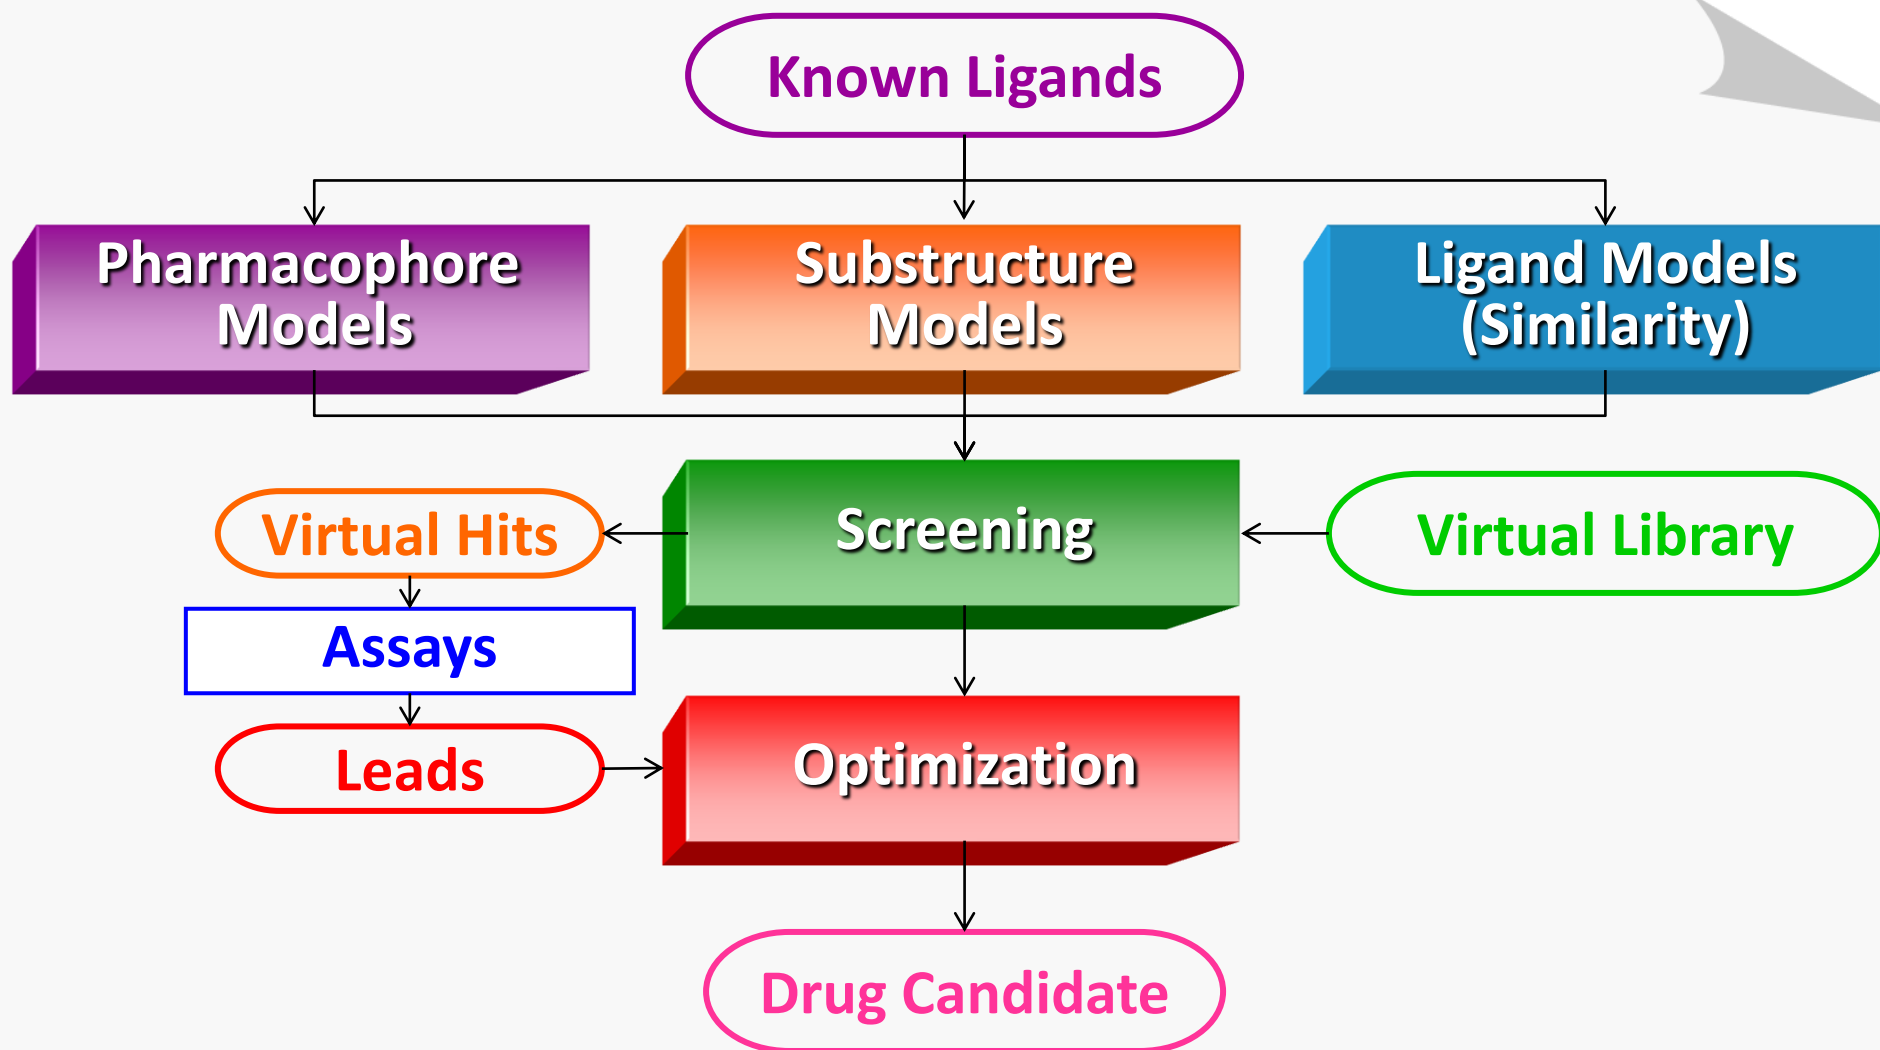 Known Ligands
Pharmacophore
Models
Substructure
Models
Ligand Models
(Similarity)
Virtual Hits
Screening
Virtual Library
Assays
Leads
Optimization
Drug Candidate